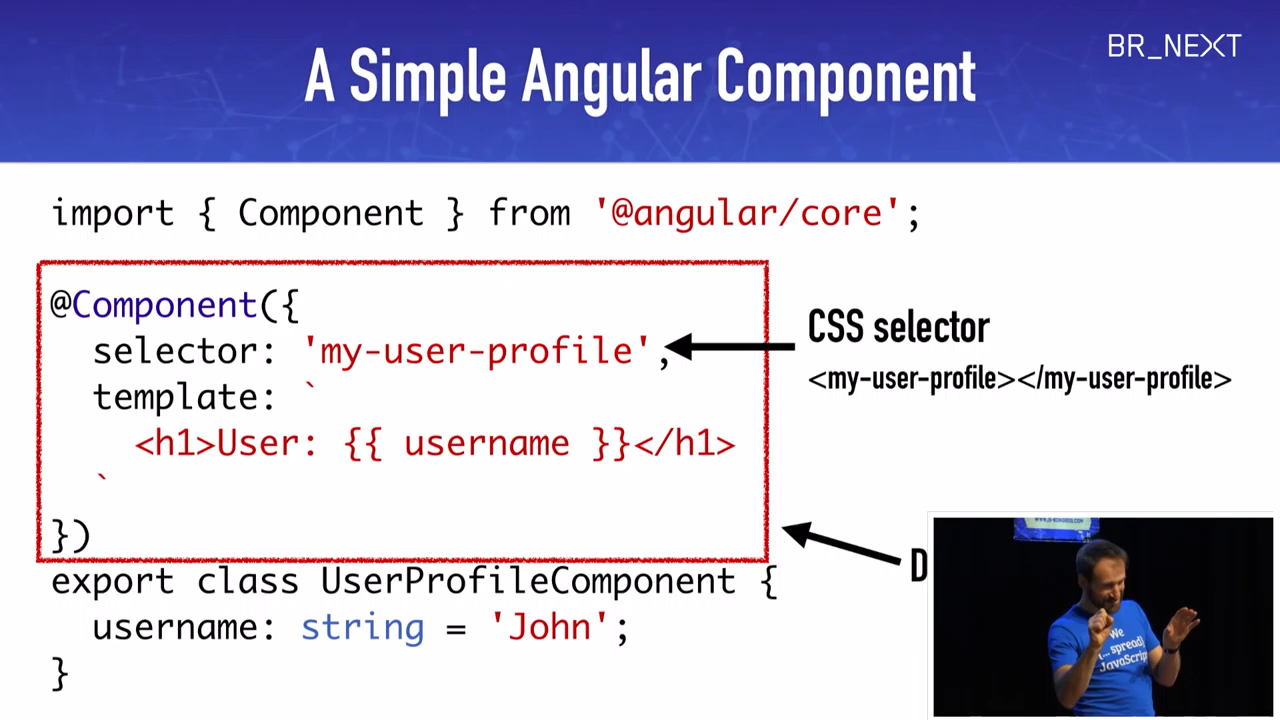 A Simple Angular Component
BR_NEXT
import { Component } from '@angular/core';
@Component({
selector: 'my-user-profile',
template: `
<h1>User: {{ username }}</h1>
`
})
export class UserProfileComponent {
username: string = 'John';
}
CSS selector
<my-user-profile></my-user-profile>
D
We
{... spread}
JavaScript